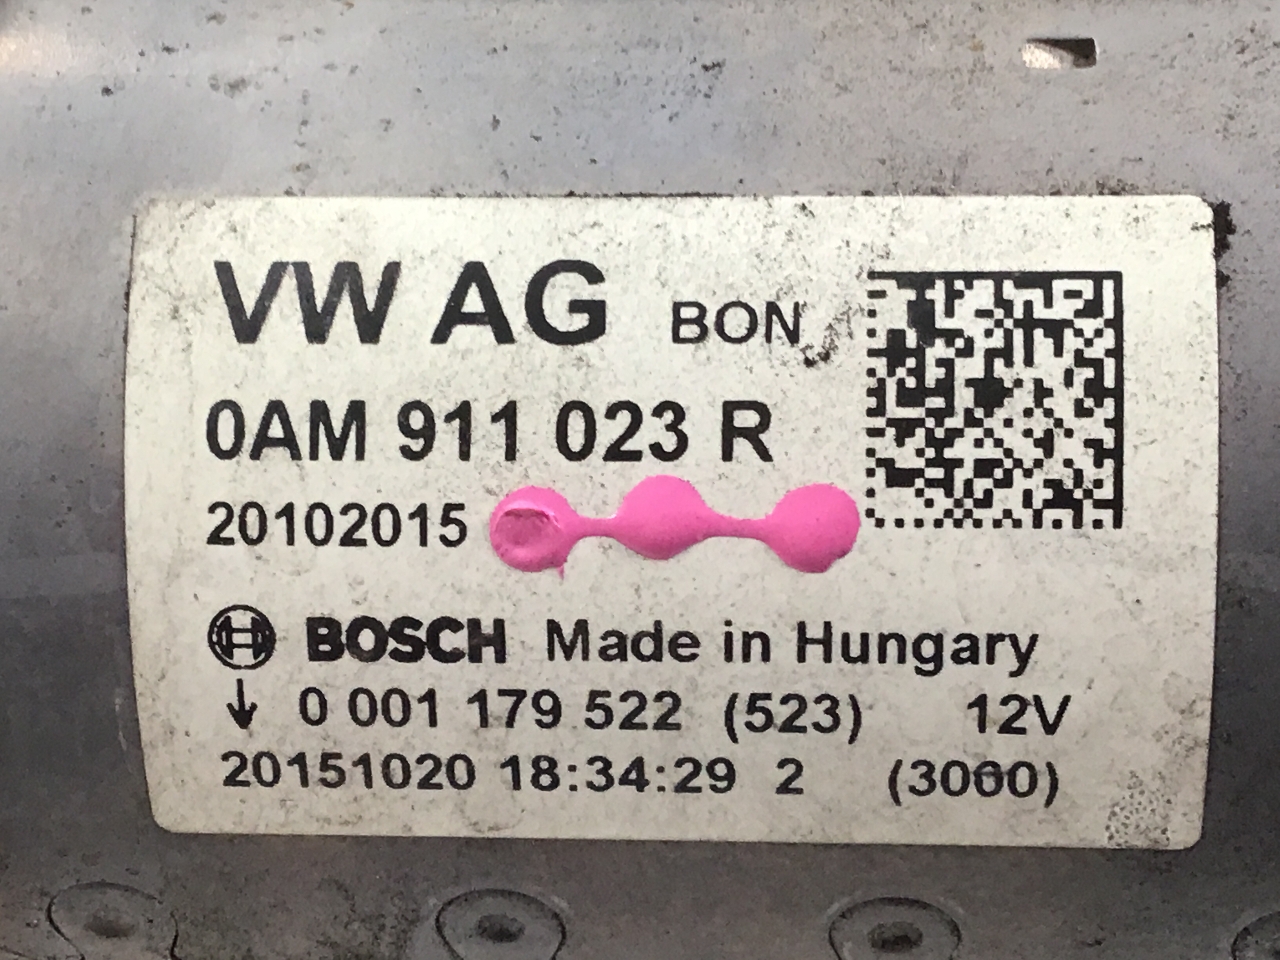 VW AG BON
0AM 911 023 R
20102015
BOSCH Made in Hungary
↓ 0 001 179 522 (523) 12V
20151020 18:34:29 2 (3000)